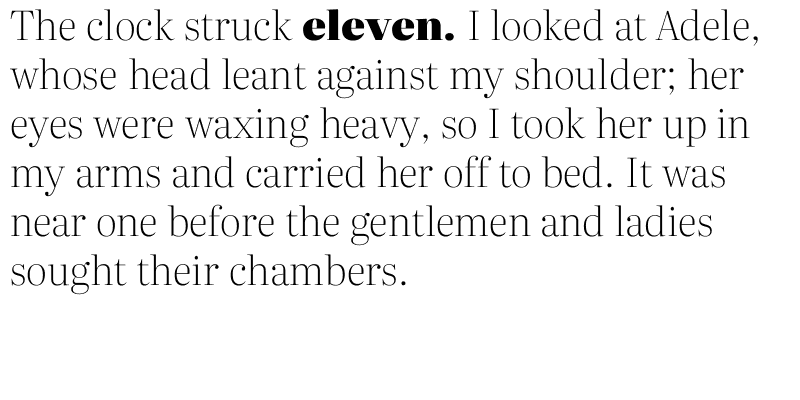 The clock struck eleven. I looked at Adele,
whose head leant against my shoulder; her
eyes were waxing heavy, so I took her up in
my arms and carried her off to bed. It was
near one before the gentlemen and ladies
sought their chambers.